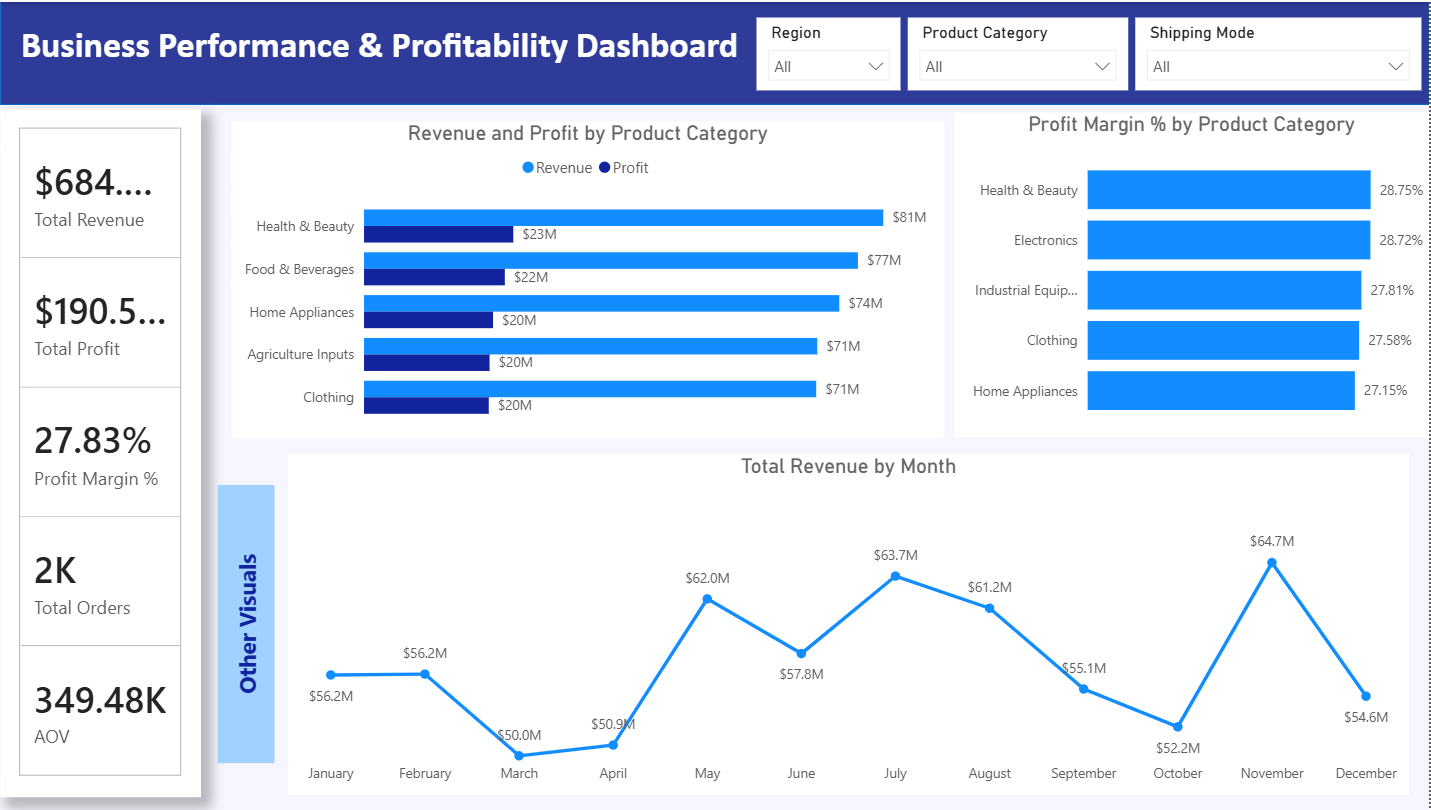 Business Performance & Profitability Dashboard
Region
All
Product Category
All
Shipping Mode
All
$684....
Total Revenue
$190.5...
Total Profit
27.83%
Profit Margin %
2K
Total Orders
349.48K
AOV
Revenue and Profit by Product Category
Revenue Profit
Health & Beauty $81M
$23M
Food & Beverages $77M
$22M
Home Appliances $74M
$20M
Agriculture Inputs $71M
$20M
Clothing $71M
$20M
Profit Margin % by Product Category
Health & Beauty 28.75%
Electronics 28.72%
Industrial Equip... 27.81%
Clothing 27.58%
Home Appliances 27.15%
Other Visuals
Total Revenue by Month
$56.2M
$56.2M
$50.0M
$50.9M
$62.0M
$57.8M
$63.7M
$61.2M
$55.1M
$52.2M
$64.7M
$54.6M
January February March April May June July August September October November December